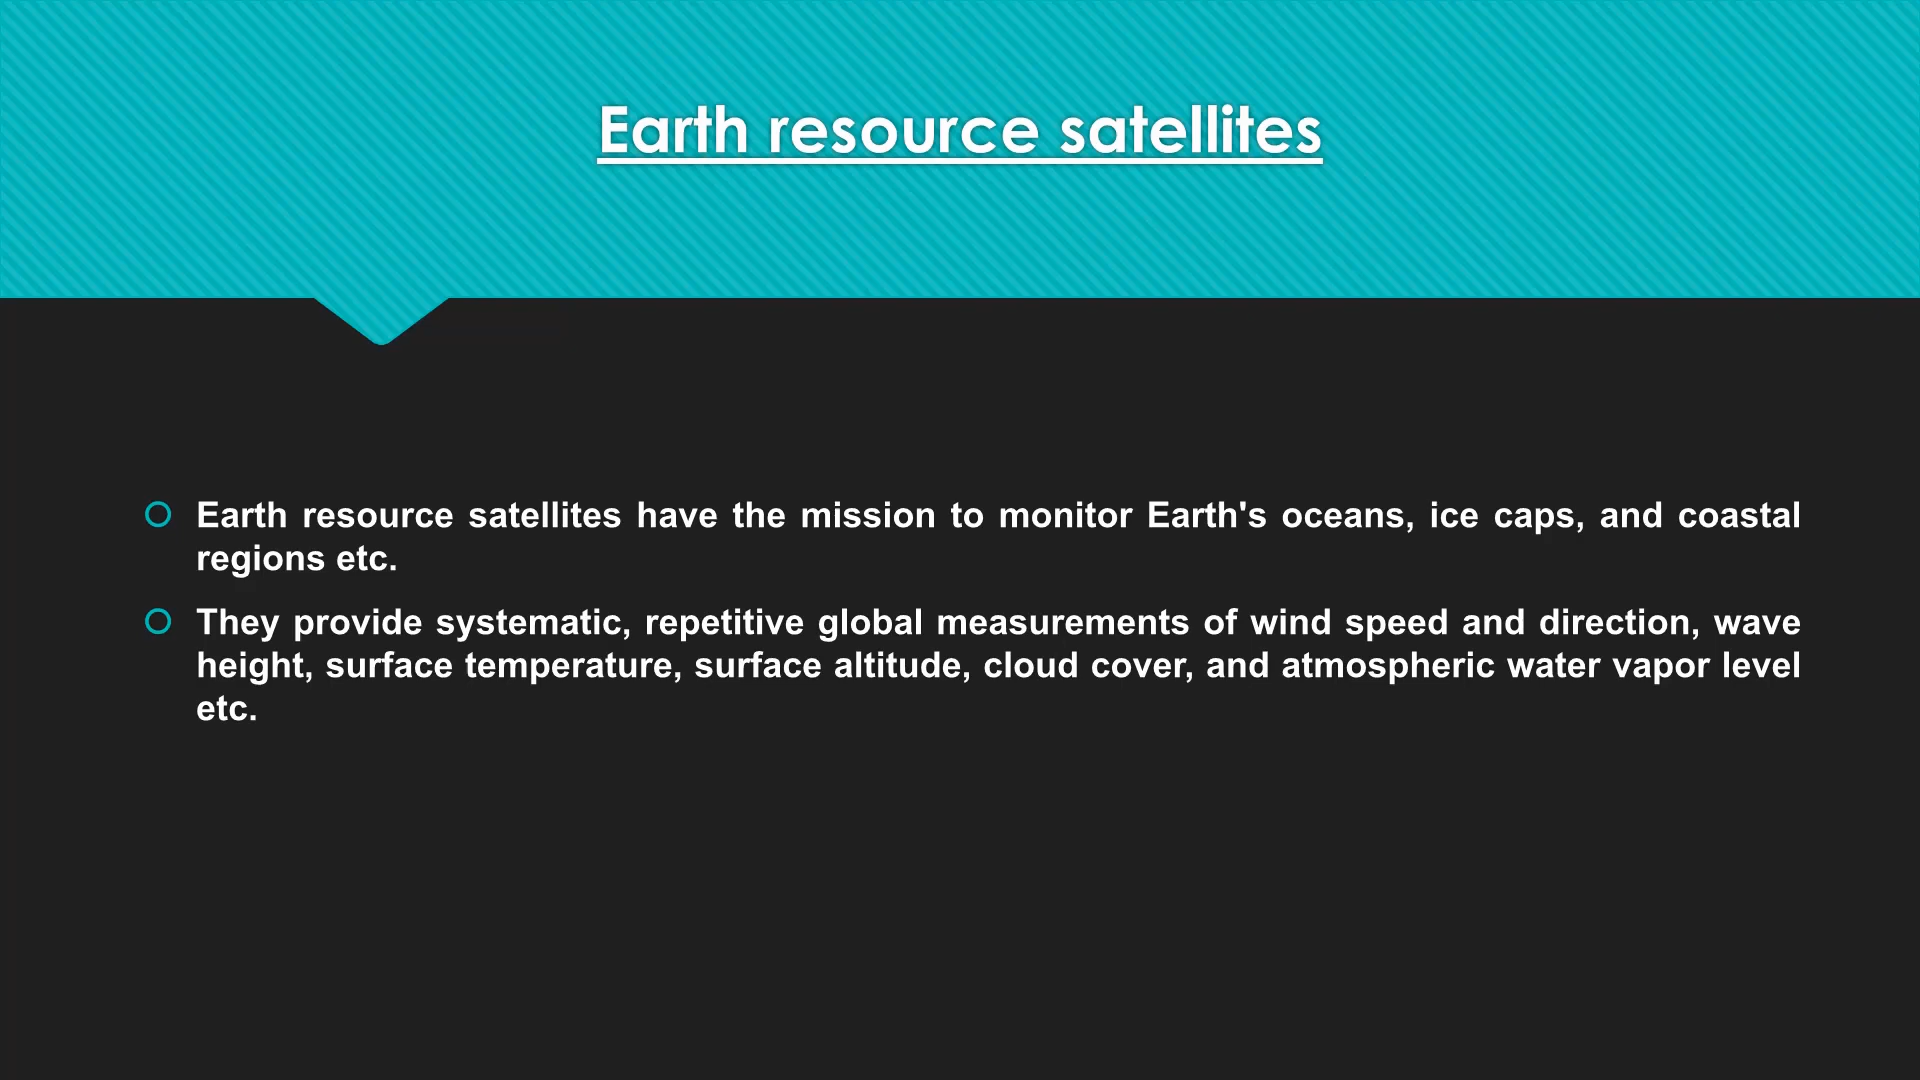 Earth resource satellites
Earth resource satellites have the mission to monitor Earth's oceans, ice caps, and coastal
regions etc.
They provide systematic, repetitive global measurements of wind speed and direction, wave
height, surface temperature, surface altitude, cloud cover, and atmospheric water vapor level
etc.